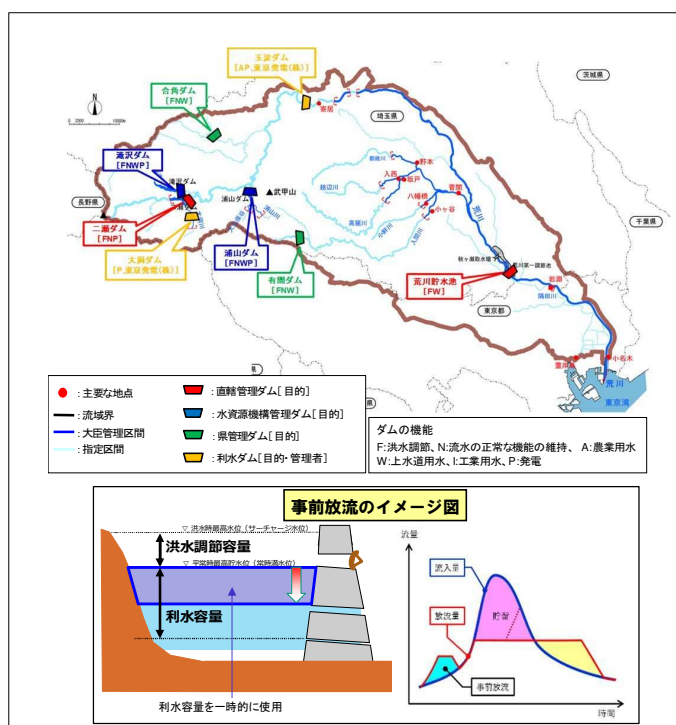 玉淀ダム
[AP、東京発電(株)]
茨城県
合角ダム
[FNW]
N
寄居
埼玉県
滝沢ダム
[FNWP]
野本
都幾川
入西
坂戸
越辺川
菅間
浦山ダム
▲武甲山
長野県
八幡橋
荒川
高麗川
小ヶ谷
浦山川
小畔川
入間川
千葉県
二瀬ダム
[FNP]
浦山ダム
[FNWP]
秋ヶ瀬取水堰
荒川第一調節池
大洞ダム
[P、東京発電(株)]
有間ダム
[FNW]
荒川貯水池
[FW]
岩淵
隅田川
東京都
小名木
荒川
東京湾
:主要な地点
:流域界
:大臣管理区間
:指定区間
:直轄管理ダム[目的]
:水資源機構管理ダム[目的]
:県管理ダム[目的]
:利水ダム[目的・管理者]
ダムの機能
F:洪水調節、N:流水の正常な機能の維持、 A:農業用水
W:上水道用水、I:工業用水、P:発電
事前放流のイメージ図
▽ 洪水時最高水位（サーチャージ水位）
洪水調節容量
▽ 平常時最高貯水位（常時満水位）
利水容量
利水容量を一時的に使用
流量
流入量
放流量
貯留
事前放流
時間